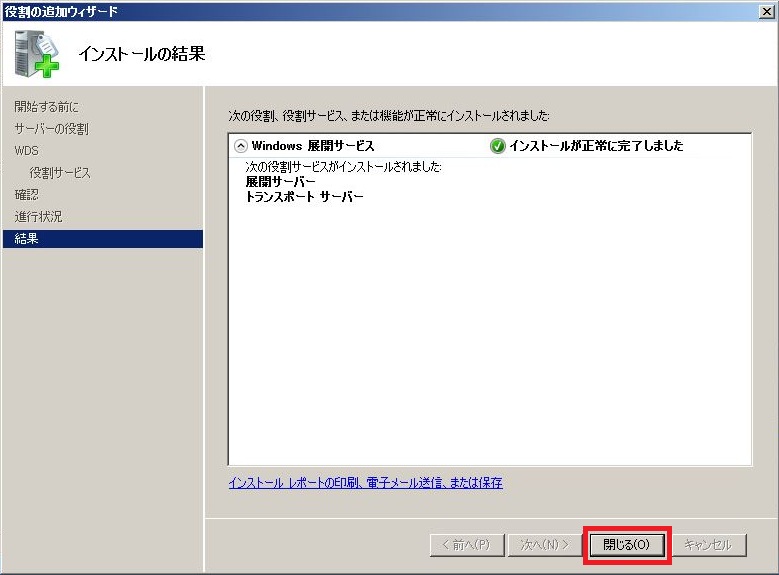 役割の追加ウィザード
インストールの結果
開始する前に
サーバーの役割
WDS
役割サービス
確認
進行状況
結果
次の役割、役割サービス、または機能が正常にインストールされました:
Windows 展開サービス
インストールが正常に完了しました
次の役割サービスがインストールされました:
展開サーバー
トランスポート サーバー
インストール レポートの印刷、電子メール送信、または保存
< 前へ(P)
次へ(N) >
閉じる(O)
キャンセル